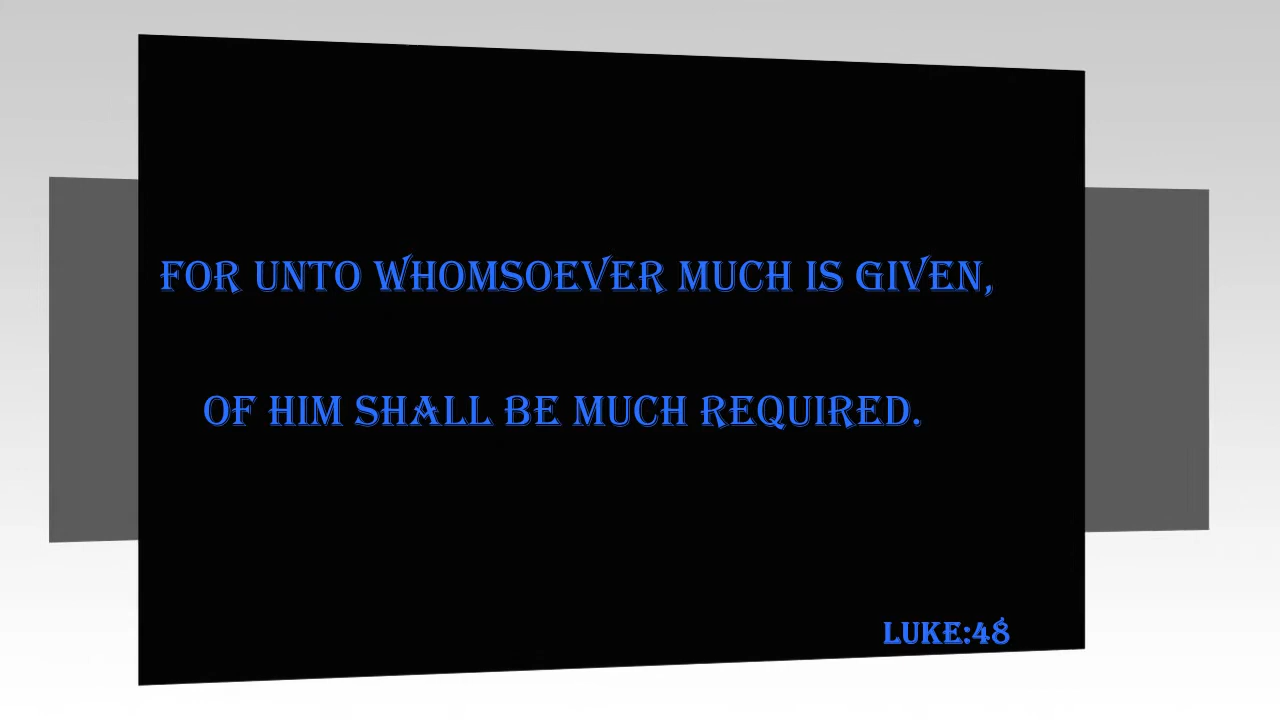 FOR UNTO WHOMSOEVER MUCH IS GIVEN,
OF HIM SHALL BE MUCH REQUIRED.
LUKE:48